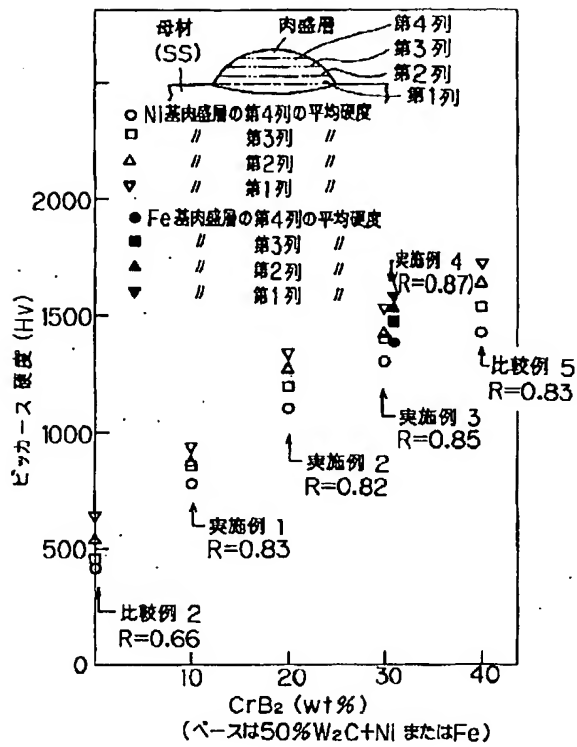 母材
(SS)
肉盛層
第4列
第3列
第2列
第1列
○ Ni基肉盛層の第4列の平均硬度
□ 〃 第3列 〃
△ 〃 第2列 〃
▽ 〃 第1列 〃
● Fe基肉盛層の第4列の平均硬度
■ 〃 第3列 〃
▲ 〃 第2列 〃
▼ 〃 第1列 〃
ビッカース硬度(Hv)
2000
1500
1000
500
0
実施例 4
(R=0.87)
比較例 5
R=0.83
実施例 3
R=0.85
実施例 2
R=0.82
実施例 1
R=0.83
比較例 2
R=0.66
10
20
30
40
CrB₂ (wt%)
(ベースは50%W₂C+NiまたはFe)